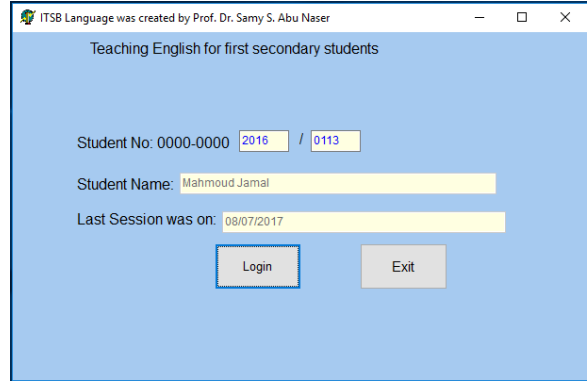 ITSB Language was created by Prof. Dr. Samy S. Abu Naser
Teaching English for first secondary students
Student No: 0000-0000 2016 / 0113
Student Name: Mahmoud Jamal
Last Session was on: 08/07/2017
Login Exit